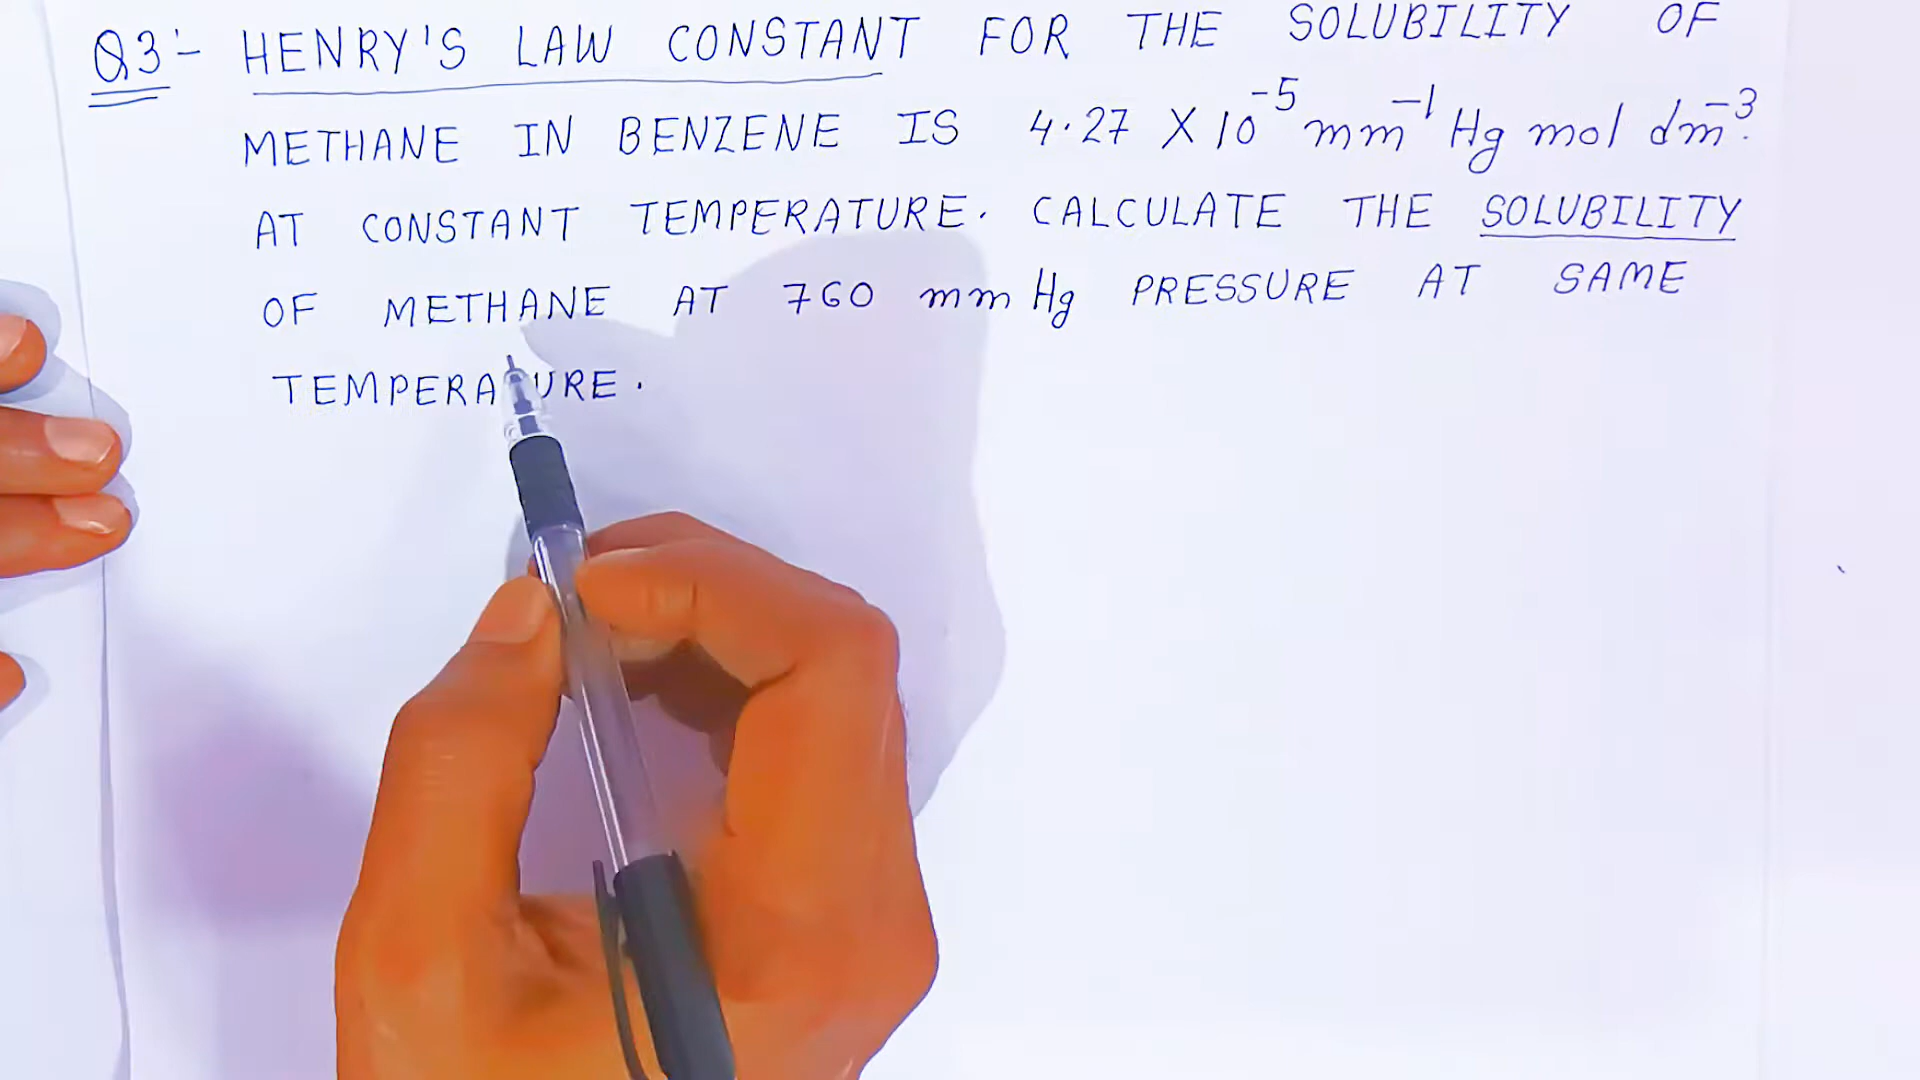 Q3:- HENRY'S LAW CONSTANT FOR THE SOLUBILITY OF
METHANE IN BENZENE IS 4.27 X 10⁻⁵ mm⁻¹ Hg mol dm⁻³.
AT CONSTANT TEMPERATURE. CALCULATE THE SOLUBILITY
OF METHANE AT 760 mm Hg PRESSURE AT SAME
TEMPERATURE.